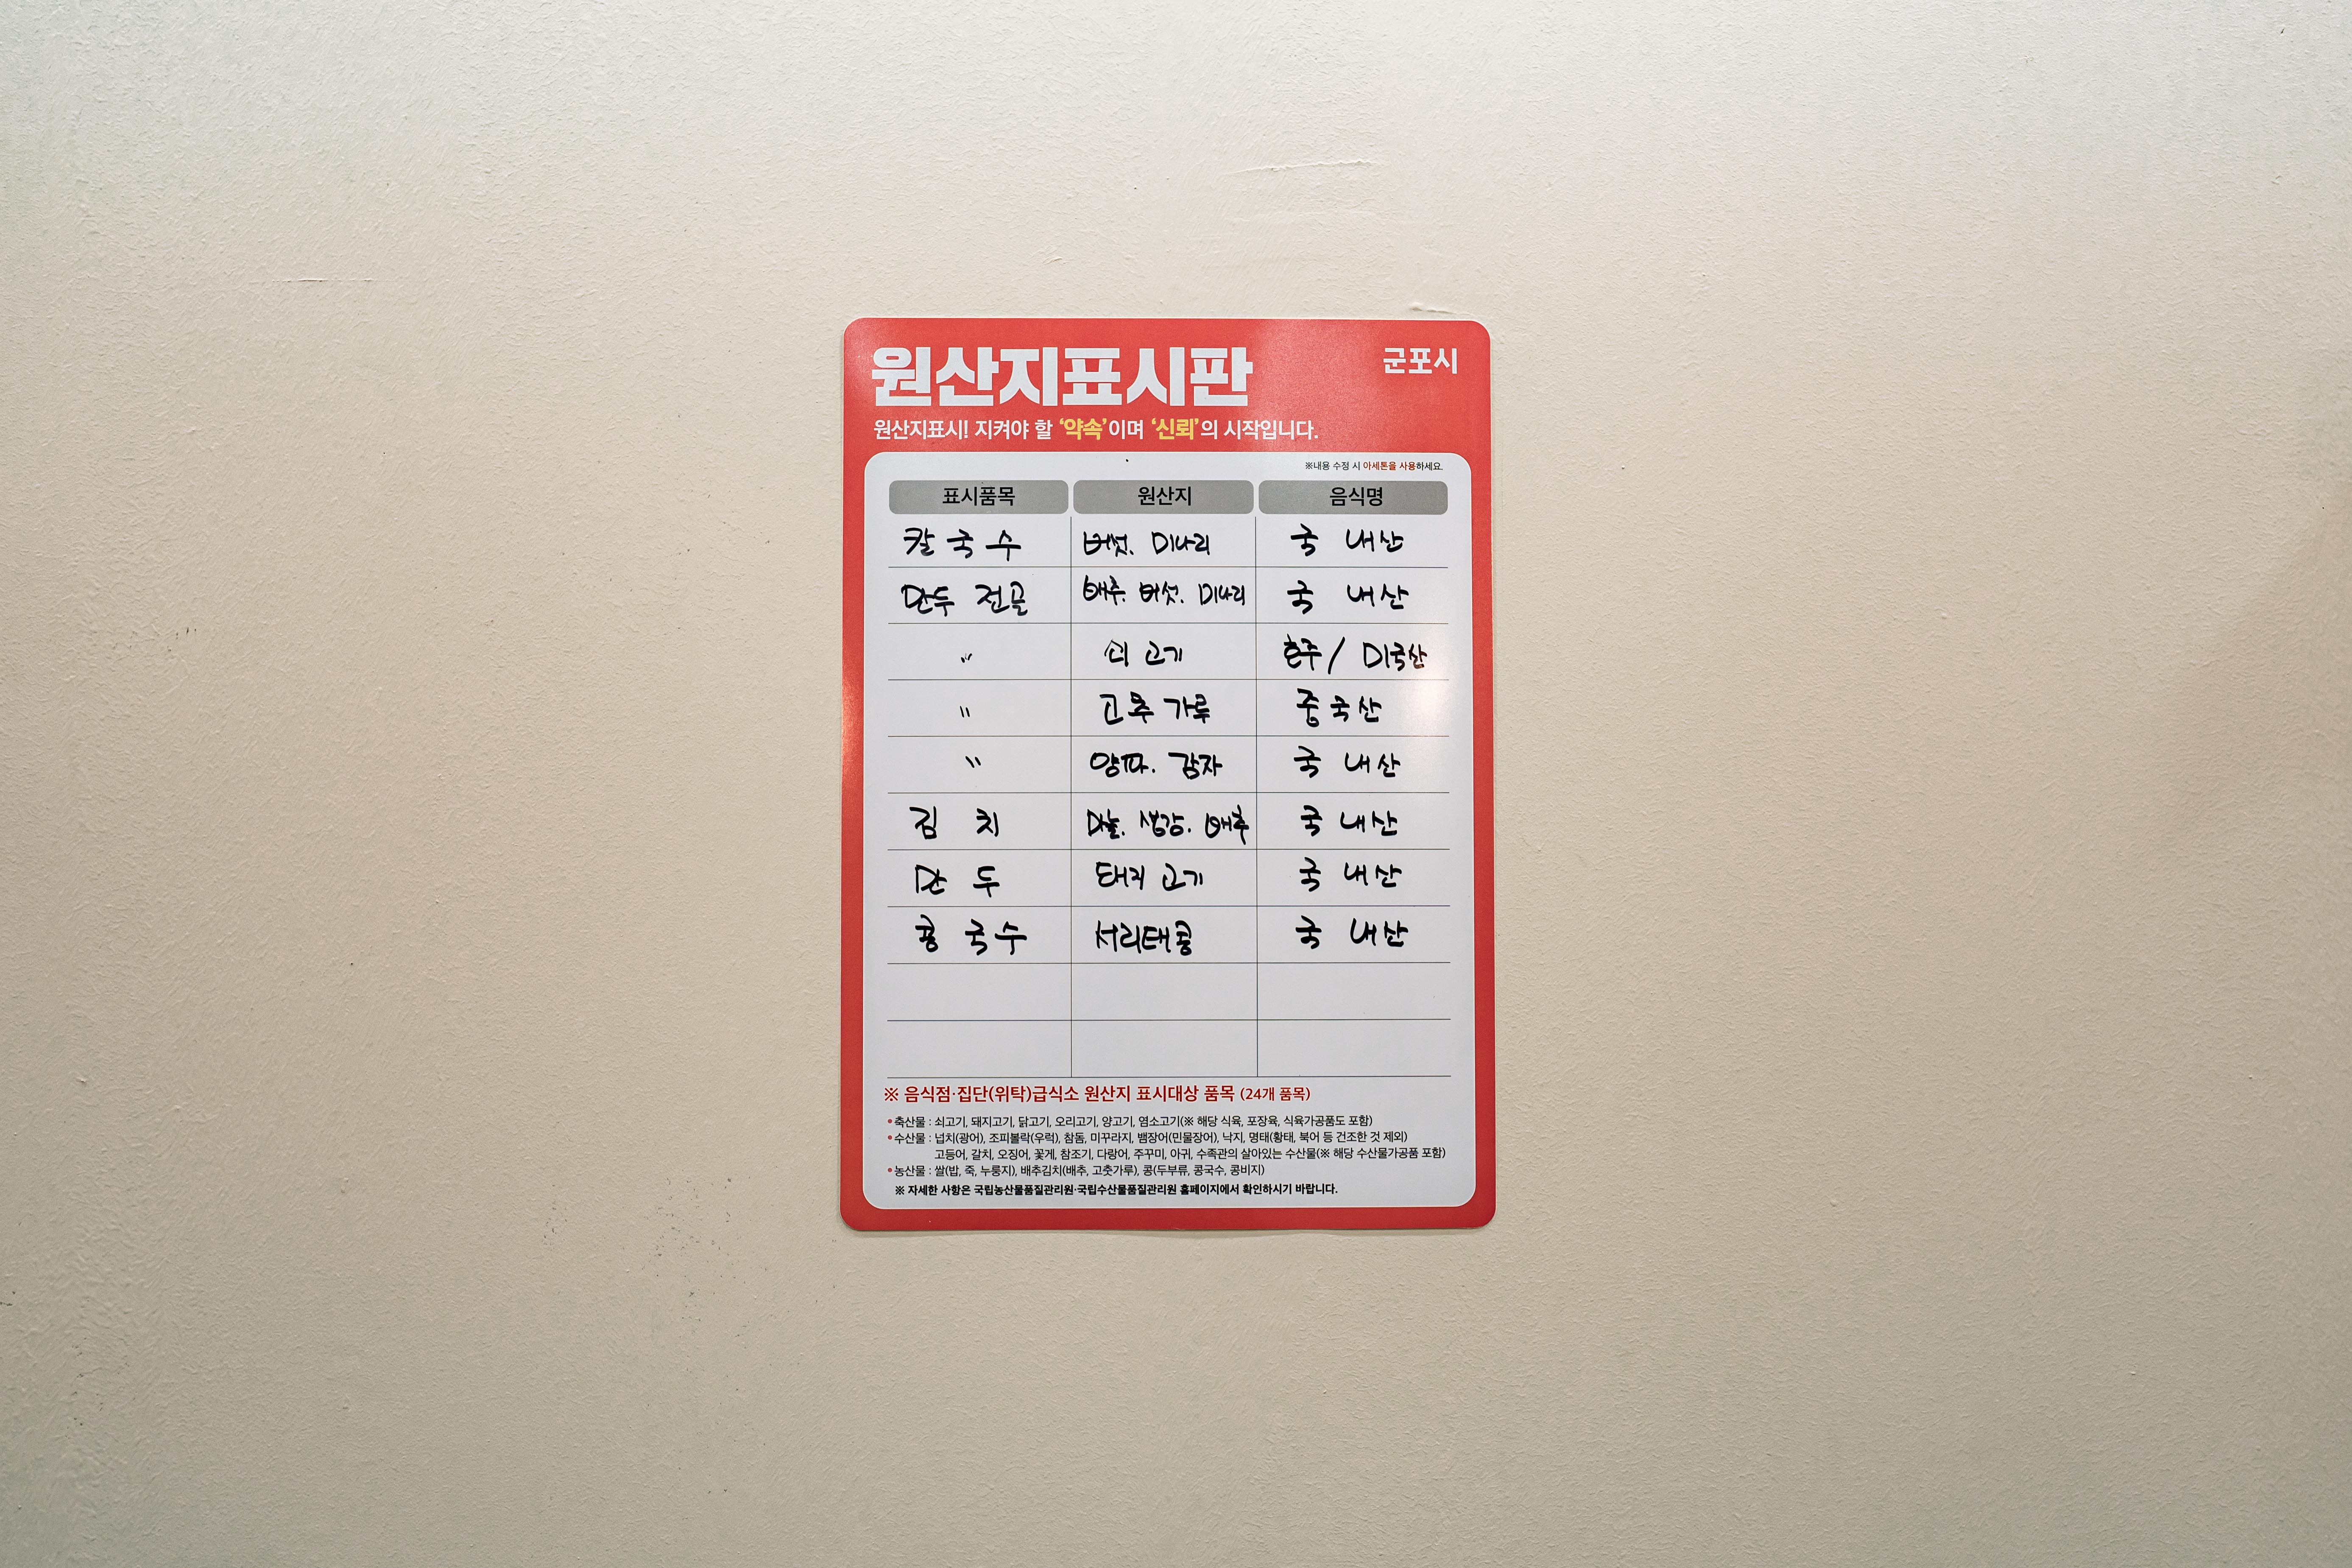 원산지표시판 군포시
원산지표시! 지켜야 할 '약속'이며 '신뢰'의 시작입니다.
※내용 수정 시 아세톤을 사용하세요.
표시품목 원산지 음식명
칼국수 버섯. 미나리 국내산
만두 전골 배추. 버섯. 미나리 국내산
〃 쇠고기 호주/ 미국산
〃 고춧가루 중국산
〃 양파. 감자 국내산
김치 마늘. 생강. 배추 국내산
만두 돼지고기 국내산
콩국수 서리태콩 국내산
※ 음식점·집단(위탁)급식소 원산지 표시대상 품목 (24개 품목)
•축산물 : 쇠고기, 돼지고기, 닭고기, 오리고기, 양고기, 염소고기(※ 해당 식육, 포장육, 식육가공품도 포함)
•수산물 : 넙치(광어), 조피볼락(우럭), 참돔, 미꾸라지, 뱀장어(민물장어), 낙지, 명태(황태, 북어 등 건조한 것 제외)
고등어, 갈치, 오징어, 꽃게, 참조기, 다랑어, 주꾸미, 아귀, 수족관의 살아있는 수산물(※ 해당 수산물가공품 포함)
•농산물 : 쌀(밥, 죽, 누룽지), 배추김치(배추, 고춧가루), 콩(두부류, 콩국수, 콩비지)
※ 자세한 사항은 국립농산물품질관리원·국립수산물품질관리원 홈페이지에서 확인하시기 바랍니다.